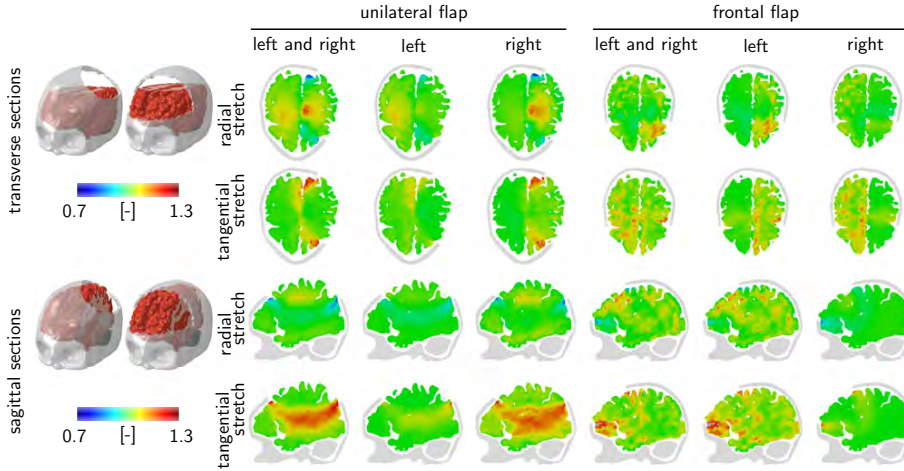 unilateral flap
frontal flap
left and right
left
right
left and right
left
right
transverse sections
radial
stretch
tangential
stretch
0.7
[-]
1.3
sagittal sections
radial
stretch
tangential
stretch
0.7
[-]
1.3